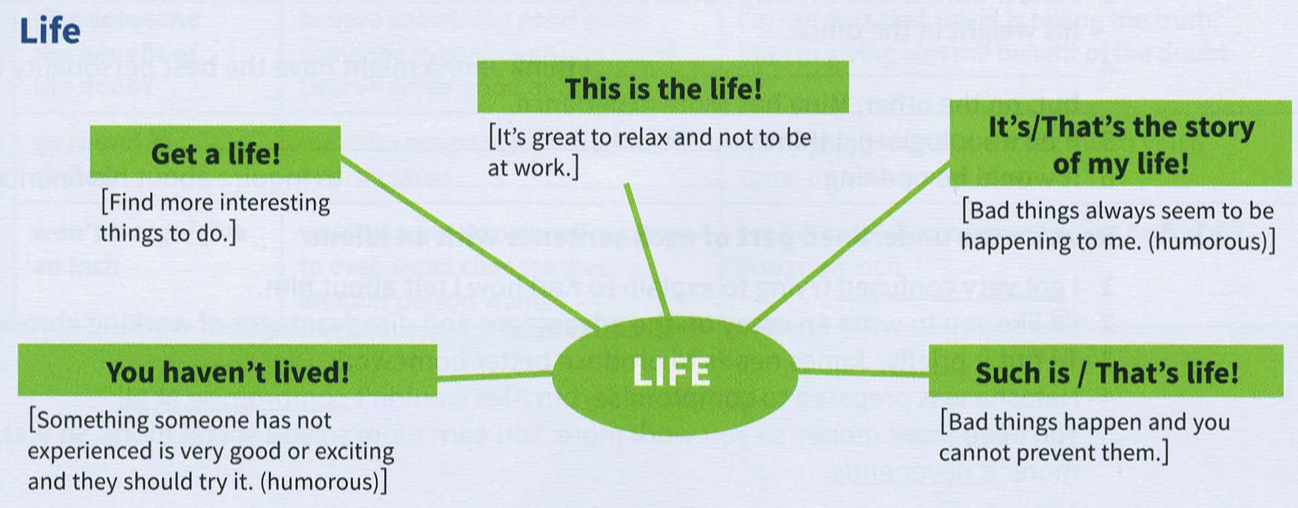 Life
This is the life!
[It's great to relax and not to be
at work.]
Get a life!
[Find more interesting
things to do.]
It's/That's the story
of my life!
[Bad things always seem to be
happening to me. (humorous)]
You haven't lived!
[Something someone has not
experienced is very good or exciting
and they should try it. (humorous)]
LIFE
Such is / That's life!
[Bad things happen and you
cannot prevent them.]